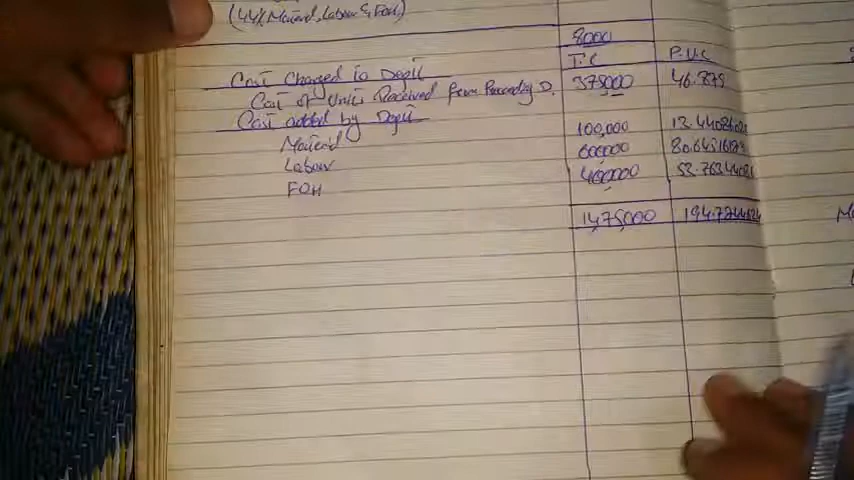 (44% Material, Labour & FOH)
8000
T.C P.U.C
Cost Charged to Deptt
Cost of Units Received from Preceding D. 375000 46.875
Cost added by Deptt
Material 100,000
Labour 600000
FOH 400000
1475000